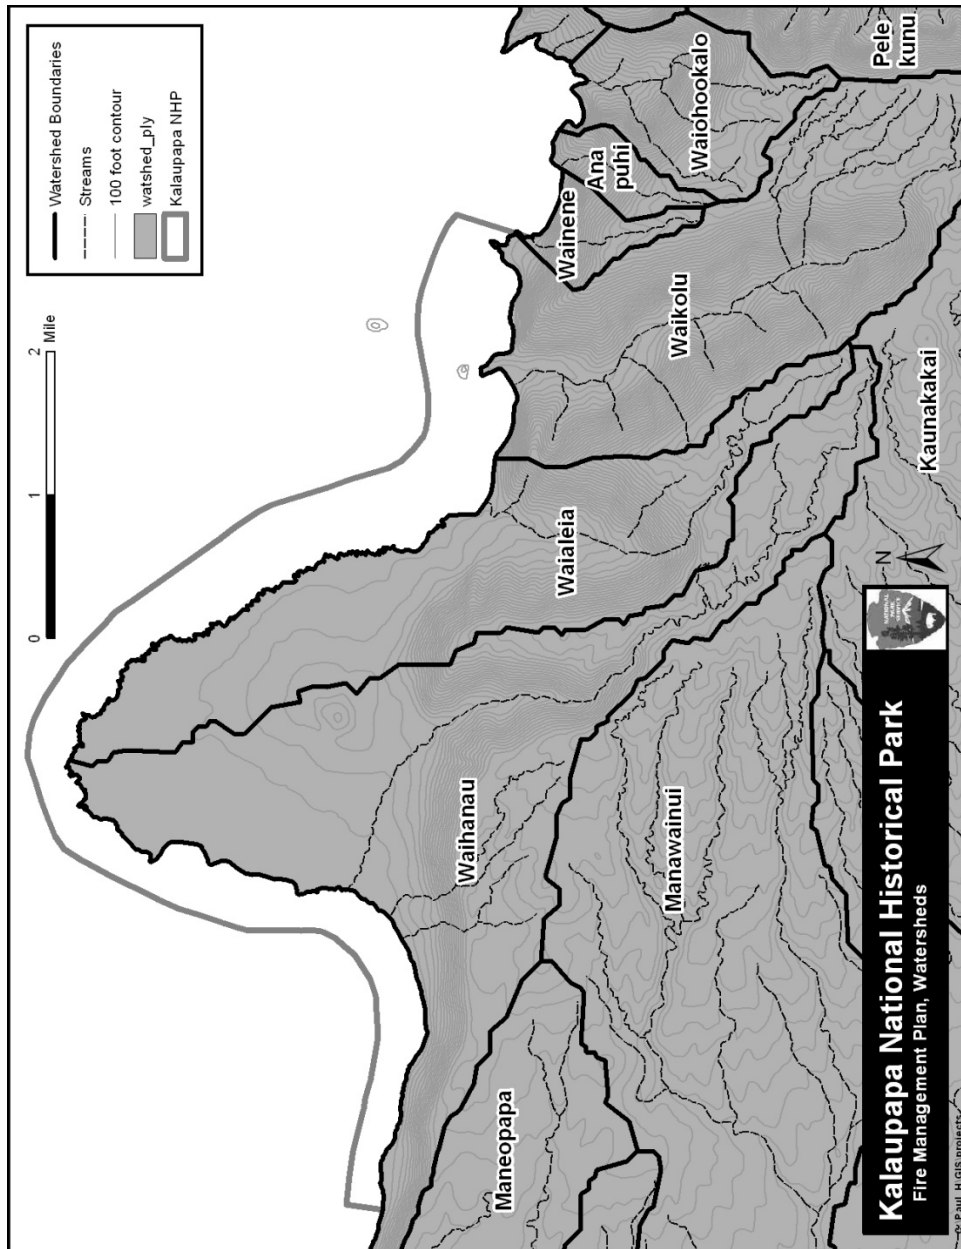 Watershed Boundaries
Streams
100 foot contour
watshed_ply
Kalaupapa NHP
0 1 2
Mile
Pele
kunu
Waiohookalo
Ana
puhi
Wainene
Waikolu
Kaunakakai
Waialeia
Waihanau
Manawainui
Maneopapa
N
Kalaupapa National Historical Park
Fire Management Plan, Watersheds